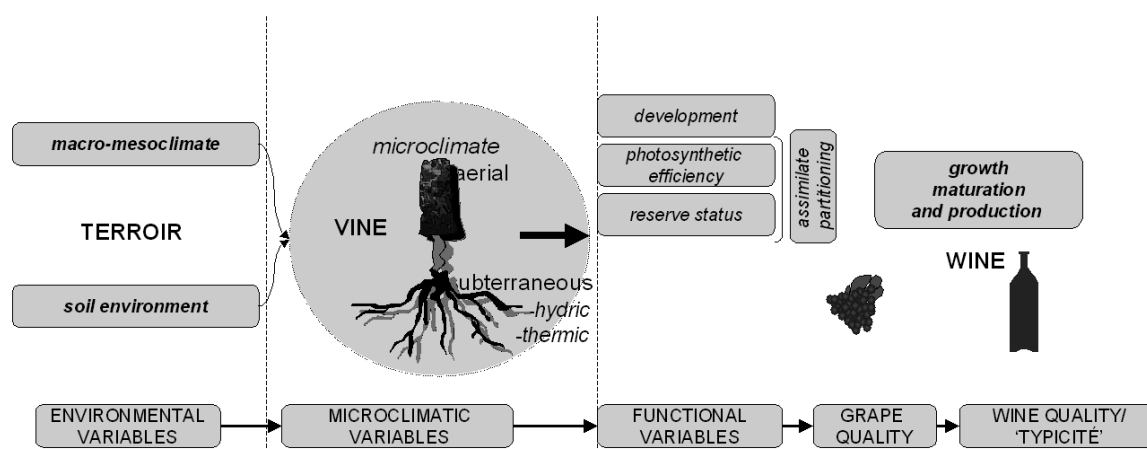 macro-mesoclimate
TERROIR
soil environment
microclimate
aerial
VINE
subterraneous
-hydric
-thermic
development
photosynthetic
efficiency
reserve status
assimilate
partitioning
growth
maturation
and production
WINE
ENVIRONMENTAL
VARIABLES
MICROCLIMATIC
VARIABLES
FUNCTIONAL
VARIABLES
GRAPE
QUALITY
WINE QUALITY/
‘TYPICITÉ’